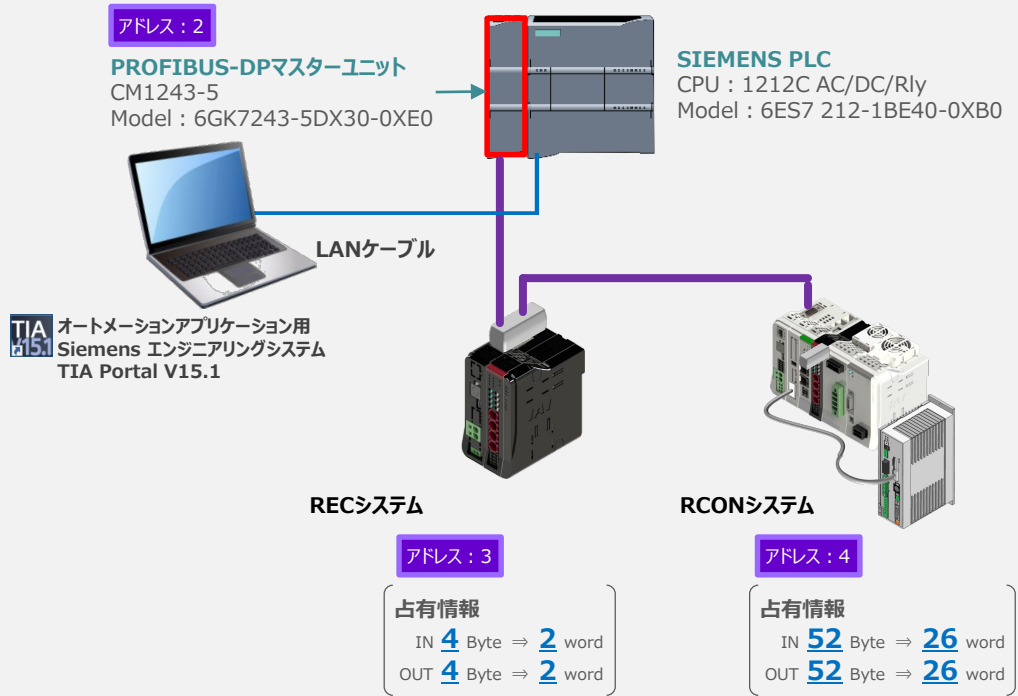 アドレス：2
PROFIBUS-DPマスターユニット
CM1243-5
Model：6GK7243-5DX30-0XE0
SIEMENS PLC
CPU：1212C AC/DC/Rly
Model：6ES7 212-1BE40-0XB0
LANケーブル
TIA
V15.1
オートメーションアプリケーション用
Siemens エンジニアリングシステム
TIA Portal V15.1
RECシステム
RCONシステム
アドレス：3
アドレス：4
占有情報
IN 4 Byte ⇒ 2 word
OUT 4 Byte ⇒ 2 word
占有情報
IN 52 Byte ⇒ 26 word
OUT 52 Byte ⇒ 26 word